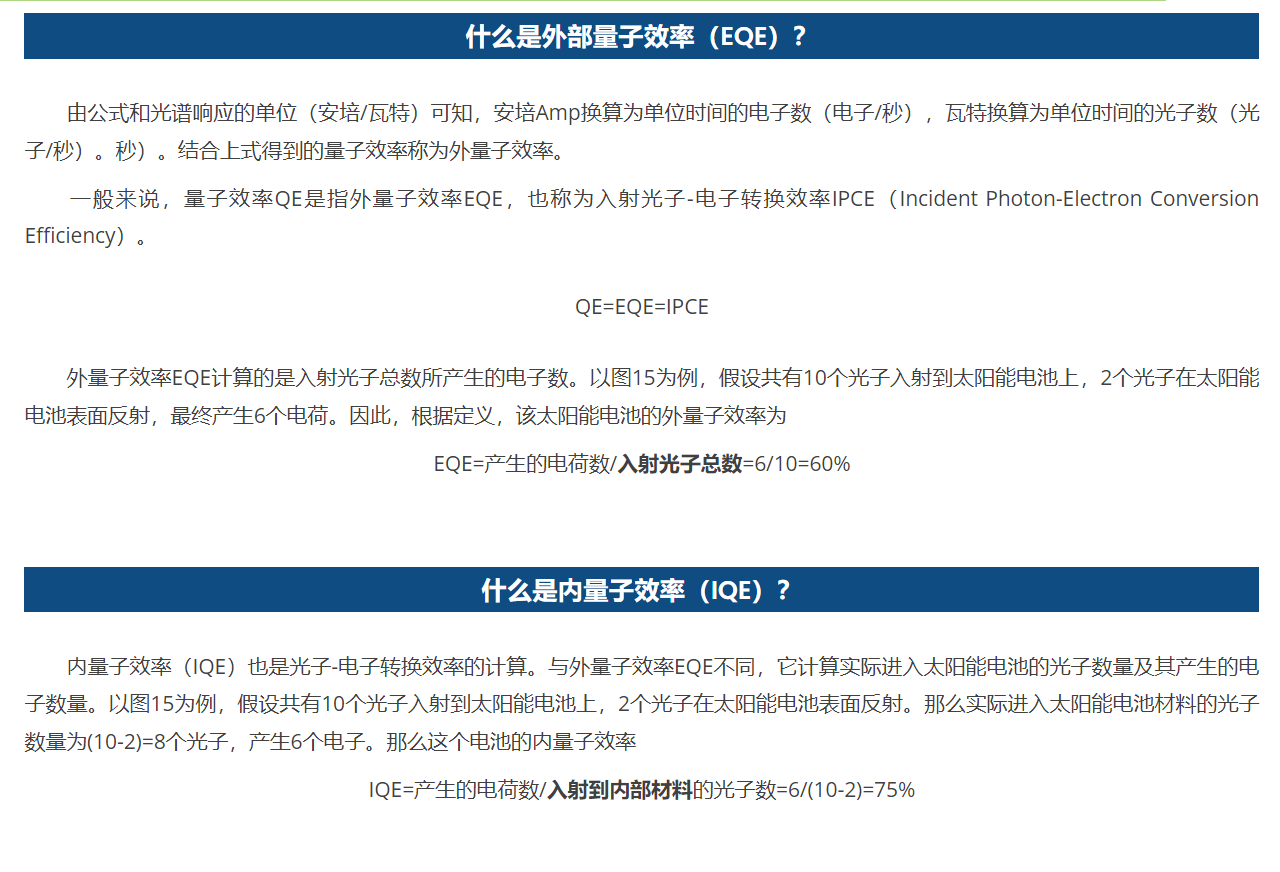 什么是外部量子效率（EQE）？
由公式和光谱响应的单位（安培/瓦特）可知，安培Amp换算为单位时间的电子数（电子/秒），瓦特换算为单位时间的光子数（光
子/秒）。秒）。结合上式得到的量子效率称为外量子效率。
一般来说，量子效率QE是指外量子效率EQE，也称为入射光子-电子转换效率IPCE（Incident Photon-Electron Conversion
Efficiency）。
QE=EQE=IPCE
外量子效率EQE计算的是入射光子总数所产生的电子数。以图15为例，假设共有10个光子入射到太阳能电池上，2个光子在太阳能
电池表面反射，最终产生6个电荷。因此，根据定义，该太阳能电池的外量子效率为
EQE=产生的电荷数/入射光子总数=6/10=60%
什么是内量子效率（IQE）？
内量子效率（IQE）也是光子-电子转换效率的计算。与外量子效率EQE不同，它计算实际进入太阳能电池的光子数量及其产生的电
子数量。以图15为例，假设共有10个光子入射到太阳能电池上，2个光子在太阳能电池表面反射。那么实际进入太阳能电池材料的光子
数量为(10-2)=8个光子，产生6个电子。那么这个电池的内量子效率
IQE=产生的电荷数/入射到内部材料的光子数=6/(10-2)=75%